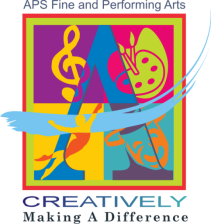 APS Fine and Performing Arts
CREATIVELY
Making A Difference